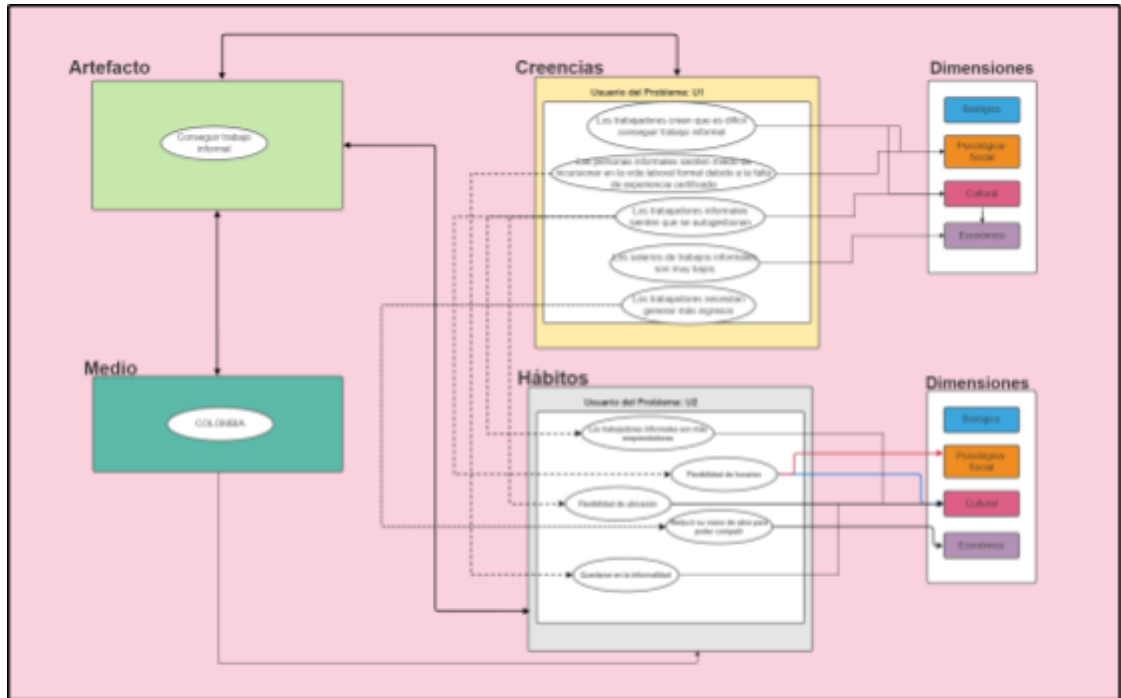 Artefacto
Conseguir trabajo
informal
Creencias
Usuario del Problema: U1
Los trabajadores creen que es difícil
conseguir trabajo informal
Las personas informales sienten miedo de
incursionar en la vida laboral formal debido a la falta
de experiencia certificada
Los trabajadores informales
sienten que se autogestionan
Los salarios de trabajos informales
son muy bajos
Los trabajadores necesitan
generar más ingresos
Dimensiones
Biológico
Psicológica-
Social
Cultural
Económico
Medio
COLOMBIA
Hábitos
Usuario del Problema: U2
Los trabajadores informales son más
emprendedores
Flexibilidad de horarios
Flexibilidad de ubicación
Reducir su mano de obra para
poder competir
Quedarse en la informalidad
Dimensiones
Biológico
Psicológica-
Social
Cultural
Económico